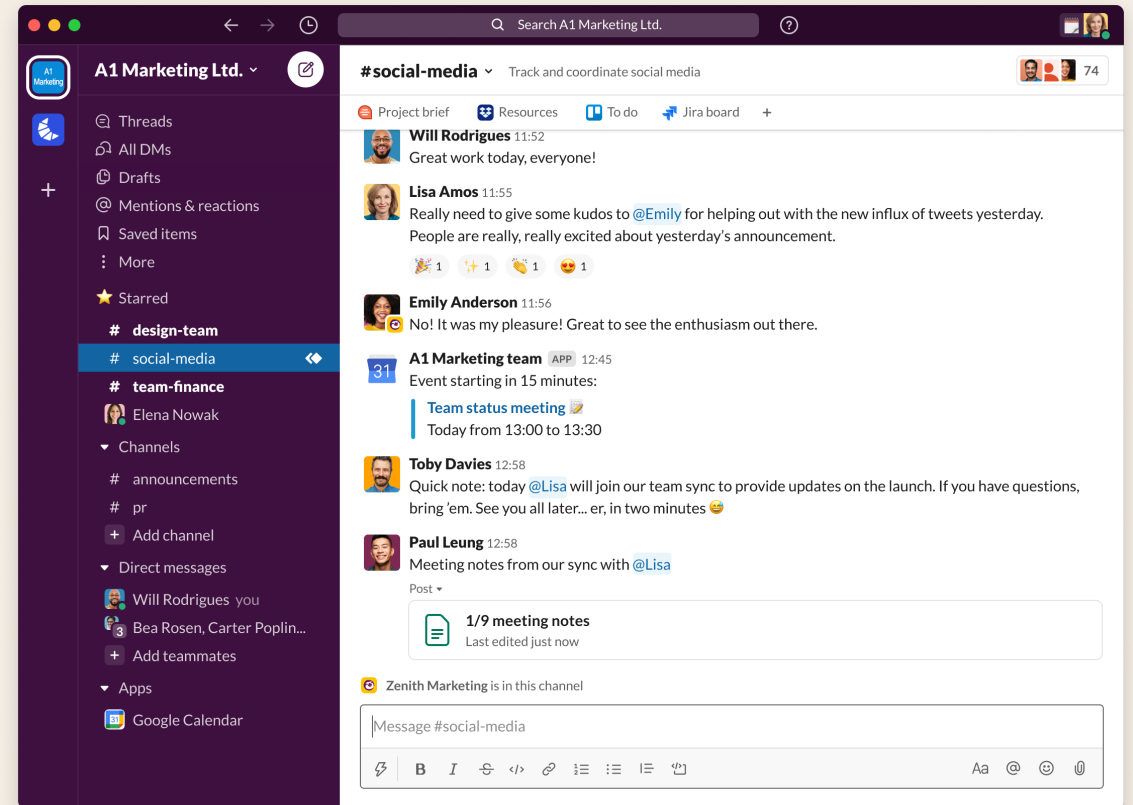 Search A1 Marketing Ltd.
A1
Marketing
A1 Marketing Ltd.
Threads
All DMs
Drafts
Mentions & reactions
Saved items
More
Starred
# design-team
# social-media
# team-finance
Elena Nowak
Channels
# announcements
# pr
+ Add channel
Direct messages
Will Rodrigues you
3 Bea Rosen, Carter Poplin...
+ Add teammates
Apps
31 Google Calendar
#social-media Track and coordinate social media 74
Project brief Resources To do Jira board +
Will Rodrigues 11:52
Great work today, everyone!
Lisa Amos 11:55
Really need to give some kudos to @Emily for helping out with the new influx of tweets yesterday.
People are really, really excited about yesterday’s announcement.
🎉 1 ✨ 1 👏 1 😍 1
Emily Anderson 11:56
No! It was my pleasure! Great to see the enthusiasm out there.
31
A1 Marketing team APP 12:45
Event starting in 15 minutes:
Team status meeting 📝
Today from 13:00 to 13:30
Toby Davies 12:58
Quick note: today @Lisa will join our team sync to provide updates on the launch. If you have questions,
bring ’em. See you all later... er, in two minutes 😅
Paul Leung 12:58
Meeting notes from our sync with @Lisa
Post
1/9 meeting notes
Last edited just now
Zenith Marketing is in this channel
Message #social-media
B I S </> Aa @